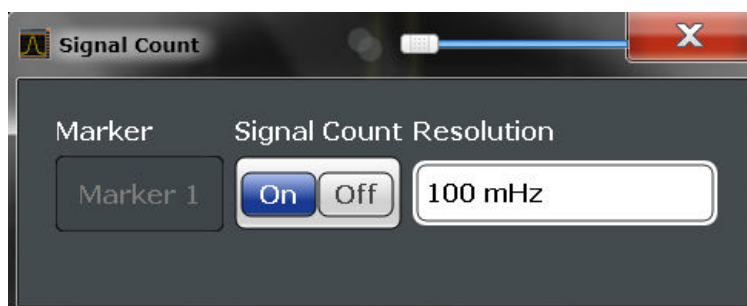 Signal Count
Marker Signal Count Resolution
Marker 1 On Off 100 mHz